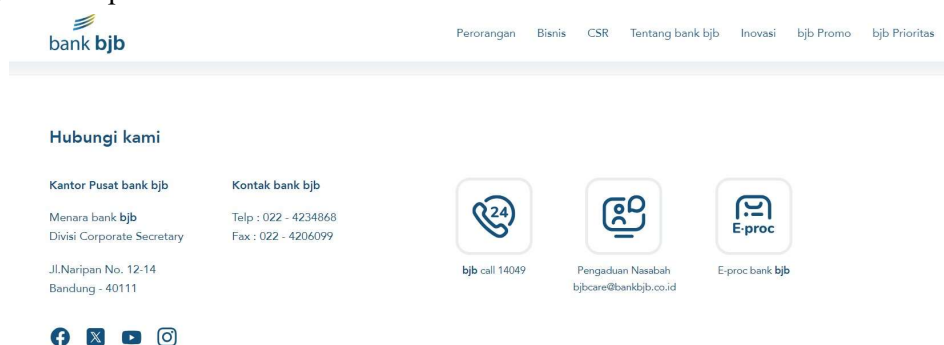 bank bjb
Perorangan Bisnis CSR Tentang bank bjb Inovasi bjb Promo bjb Prioritas
Hubungi kami
Kantor Pusat bank bjb
Menara bank bjb
Divisi Corporate Secretary
Jl.Naripan No. 12-14
Bandung - 40111
Kontak bank bjb
Telp : 022 - 4234868
Fax : 022 - 4206099
24
bjb call 14049
Pengaduan Nasabah
bjbcare@bankbjb.co.id
E-proc
E-proc bank bjb